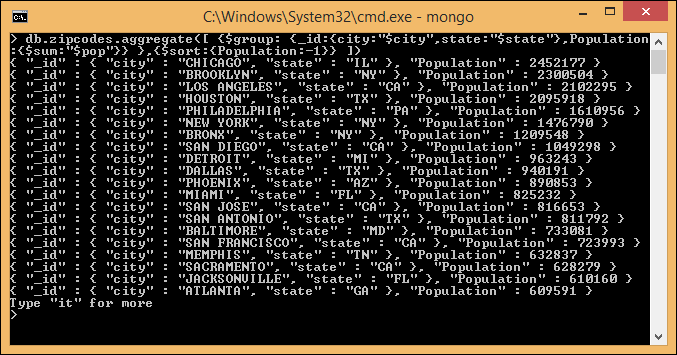 C:\Windows\System32\cmd.exe - mongo
> db.zipcodes.aggregate([ {$group: {_id:{city:"$city",state:"$state"},Population
:{$sum:"$pop"}} },{$sort:{Population:-1}} ])
{ "_id" : { "city" : "CHICAGO", "state" : "IL" }, "Population" : 2452177 }
{ "_id" : { "city" : "BROOKLYN", "state" : "NY" }, "Population" : 2300504 }
{ "_id" : { "city" : "LOS ANGELES", "state" : "CA" }, "Population" : 2102295 }
{ "_id" : { "city" : "HOUSTON", "state" : "TX" }, "Population" : 2095918 }
{ "_id" : { "city" : "PHILADELPHIA", "state" : "PA" }, "Population" : 1610956 }
{ "_id" : { "city" : "NEW YORK", "state" : "NY" }, "Population" : 1476790 }
{ "_id" : { "city" : "BRONX", "state" : "NY" }, "Population" : 1209548 }
{ "_id" : { "city" : "SAN DIEGO", "state" : "CA" }, "Population" : 1049298 }
{ "_id" : { "city" : "DETROIT", "state" : "MI" }, "Population" : 963243 }
{ "_id" : { "city" : "DALLAS", "state" : "TX" }, "Population" : 940191 }
{ "_id" : { "city" : "PHOENIX", "state" : "AZ" }, "Population" : 890853 }
{ "_id" : { "city" : "MIAMI", "state" : "FL" }, "Population" : 825232 }
{ "_id" : { "city" : "SAN JOSE", "state" : "CA" }, "Population" : 816653 }
{ "_id" : { "city" : "SAN ANTONIO", "state" : "TX" }, "Population" : 811792 }
{ "_id" : { "city" : "BALTIMORE", "state" : "MD" }, "Population" : 733081 }
{ "_id" : { "city" : "SAN FRANCISCO", "state" : "CA" }, "Population" : 723993 }
{ "_id" : { "city" : "MEMPHIS", "state" : "TN" }, "Population" : 632837 }
{ "_id" : { "city" : "SACRAMENTO", "state" : "CA" }, "Population" : 628279 }
{ "_id" : { "city" : "JACKSONVILLE", "state" : "FL" }, "Population" : 610160 }
{ "_id" : { "city" : "ATLANTA", "state" : "GA" }, "Population" : 609591 }
Type "it" for more
>